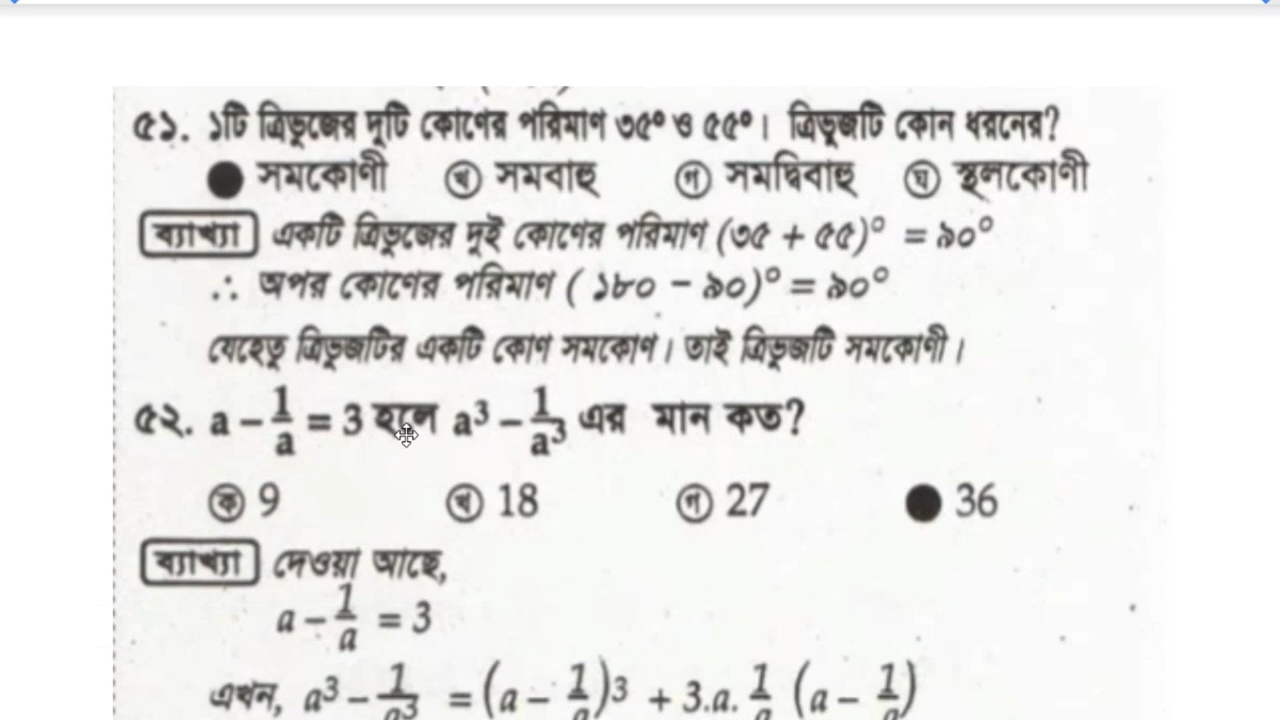 ৫১. ১টি ত্রিভুজের দুটি কোণের পরিমাণ ৩৫° ও ৫৫°। ত্রিভুজটি কোন ধরনের?
● সমকোণী ⓑ সমবাহু ⓖ সমদ্বিবাহু ঘ স্থূলকোণী
ব্যাখ্যা একটি ত্রিভুজের দুই কোণের পরিমাণ (৩৫ + ৫৫)° = ৯০°
∴ অপর কোণের পরিমাণ ( ১৮০ – ৯০)° = ৯০°
যেহেতু ত্রিভুজটির একটি কোণ সমকোণ। তাই ত্রিভুজটি সমকোণী।
৫২. a – 1/a = 3 হলে a³ – 1/a³ এর মান কত?
ক 9 খ 18 গ 27 ● 36
ব্যাখ্যা দেওয়া আছে,
a – 1/a = 3
এখন, a³ – 1/a³ = (a – 1/a)³ + 3.a. 1/a (a – 1/a)